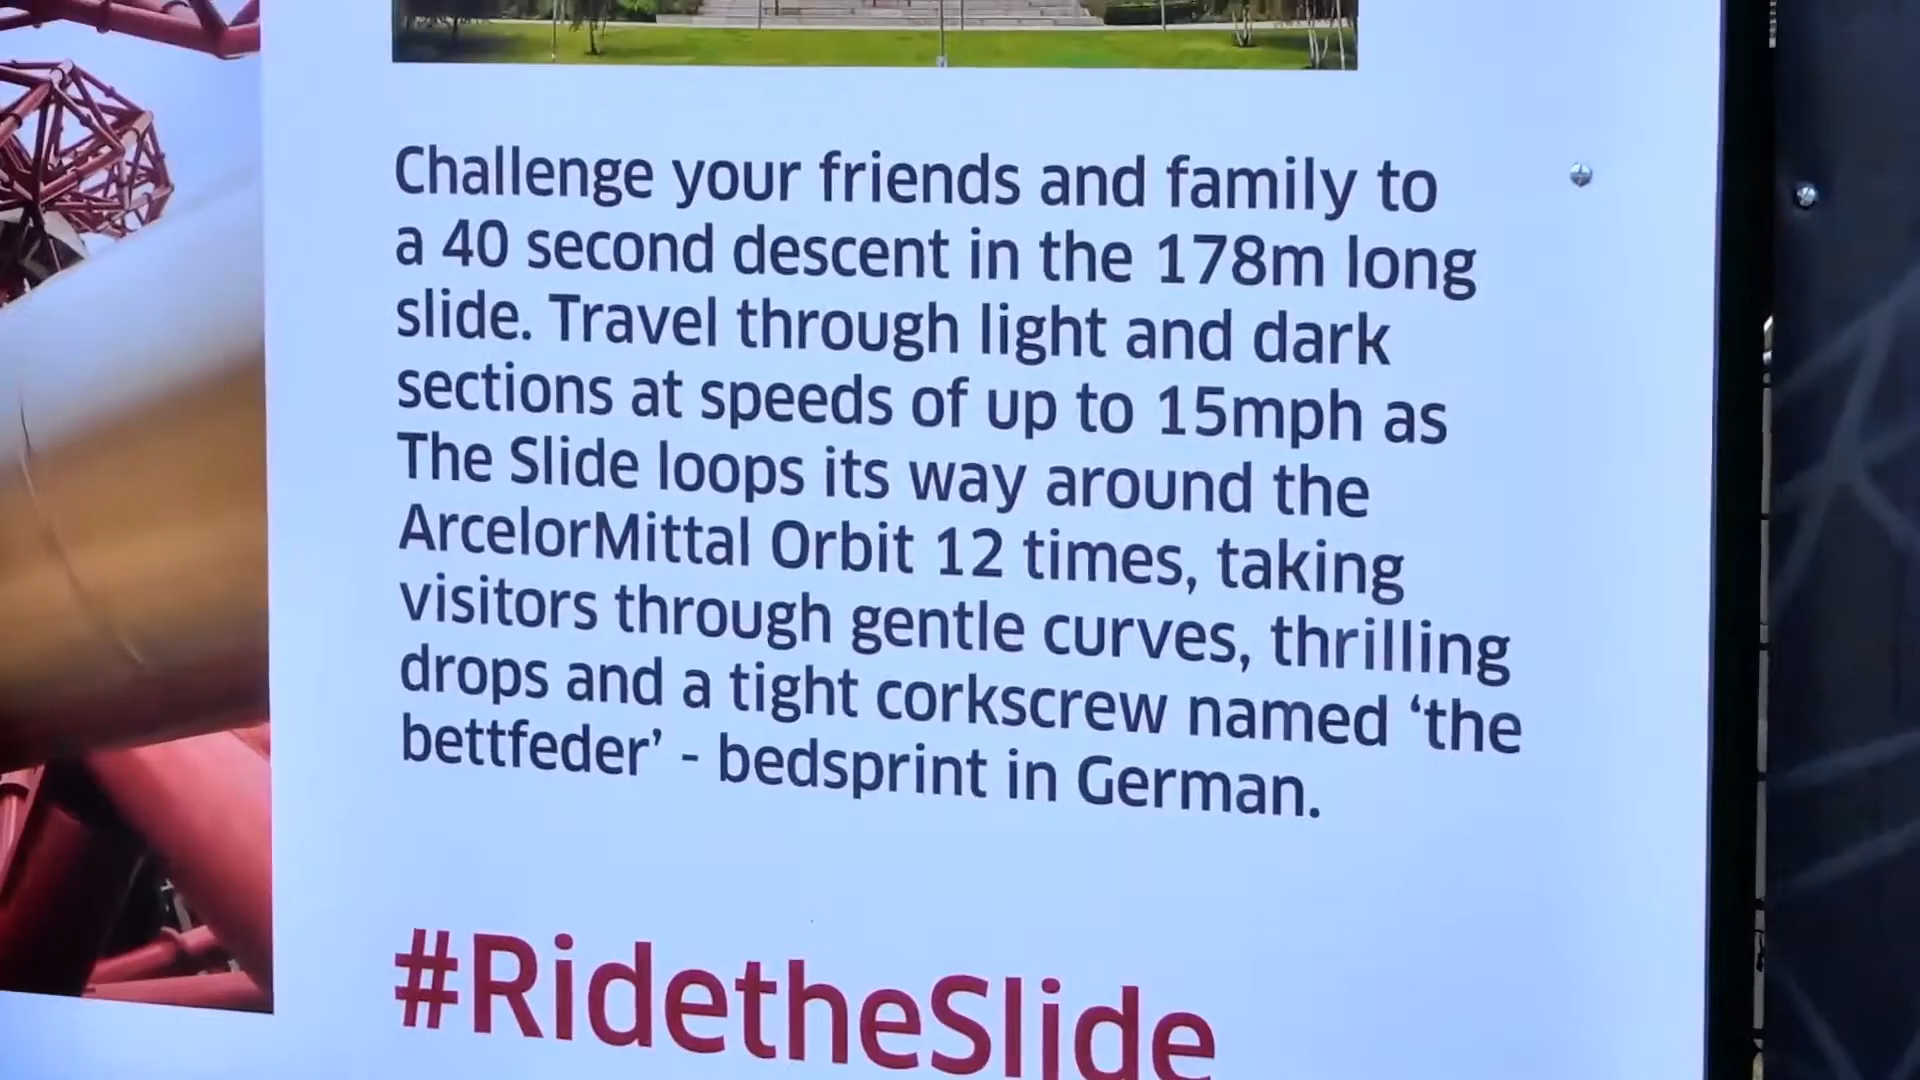 Challenge your friends and family to
a 40 second descent in the 178m long
slide. Travel through light and dark
sections at speeds of up to 15mph as
The Slide loops its way around the
ArcelorMittal Orbit 12 times, taking
visitors through gentle curves, thrilling
drops and a tight corkscrew named ‘the
bettfeder’ - bedsprint in German.
#RidetheSlide